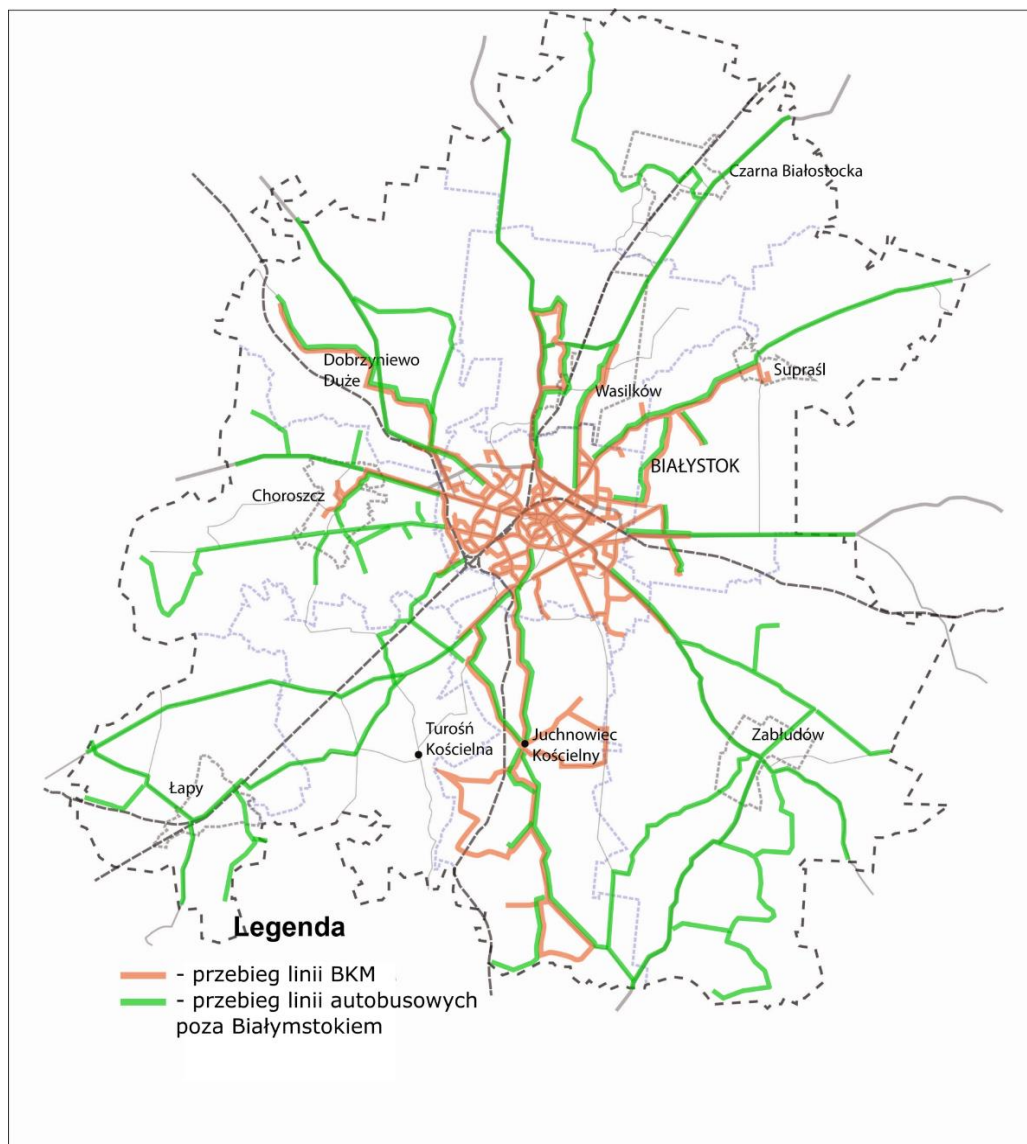 Czarna Białostocka
Dobrzyniewo
Duże
Supraśl
Wasilków
BIAŁYSTOK
Choroszcz
Turośń
Kościelna
Juchnowiec
Kościelny
Zabłudów
Łapy
Legenda
- przebieg linii BKM
- przebieg linii autobusowych
poza Białymstokiem